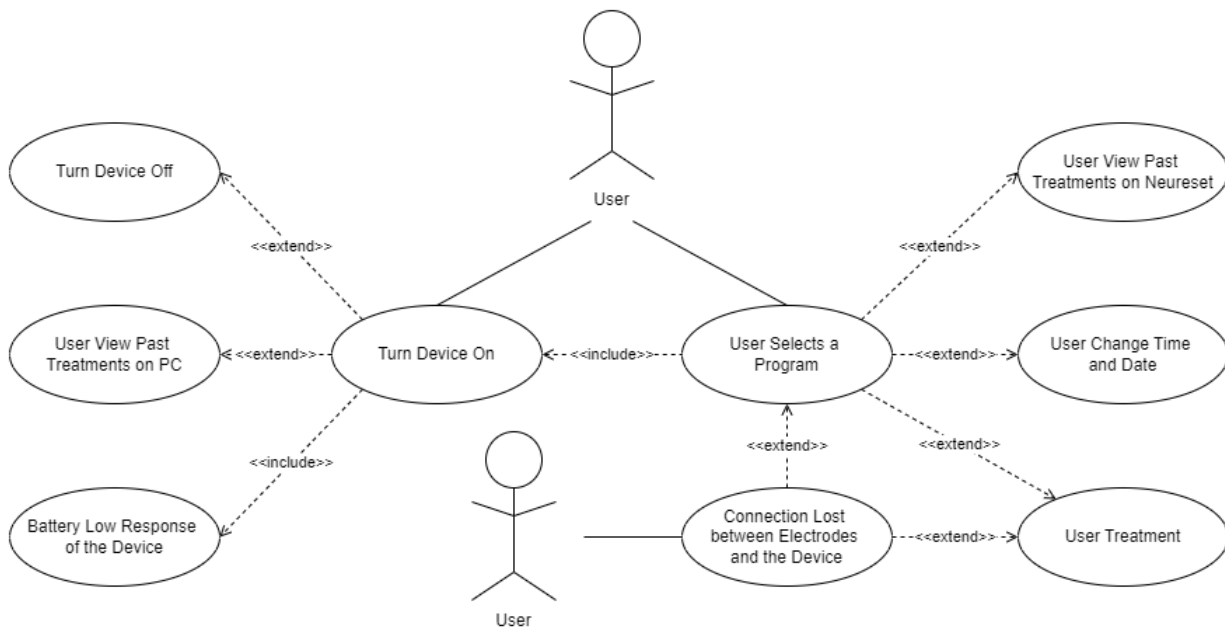 User
Turn Device Off
User View Past
Treatments on Neureset
<<extend>>
<<extend>>
User View Past
Treatments on PC
<<extend>>
Turn Device On
<<include>>
User Selects a
Program
<<extend>>
User Change Time
and Date
<<include>>
<<extend>>
<<extend>>
Battery Low Response
of the Device
User
Connection Lost
between Electrodes
and the Device
<<extend>>
User Treatment